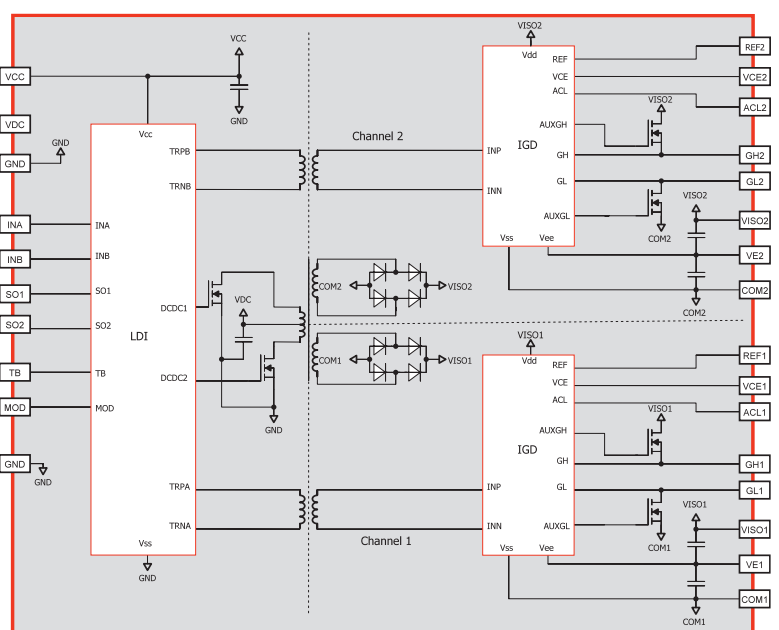 VCC
VDC
GND
GND
INA
INB
SO1
SO2
TB
MOD
GND
GND
VCC
GND
Vcc
TRPB
TRNB
INA
INB
SO1
SO2
LDI
TB
MOD
DCDC1
DCDC2
TRPA
TRNA
Vss
GND
VDC
GND
Channel 2
COM2
VISO2
COM1
VISO1
Channel 1
VISO2
Vdd
REF
VCE
ACL
AUXGH
IGD
INP
GH
INN
GL
AUXGL
Vss
Vee
VISO2
COM2
VISO2
COM2
REF2
VCE2
ACL2
GH2
GL2
VISO2
VE2
COM2
VISO1
Vdd
REF
VCE
ACL
AUXGH
IGD
GH
INP
GL
INN
AUXGL
Vss
Vee
VISO1
COM1
VISO1
COM1
REF1
VCE1
ACL1
GH1
GL1
VISO1
VE1
COM1